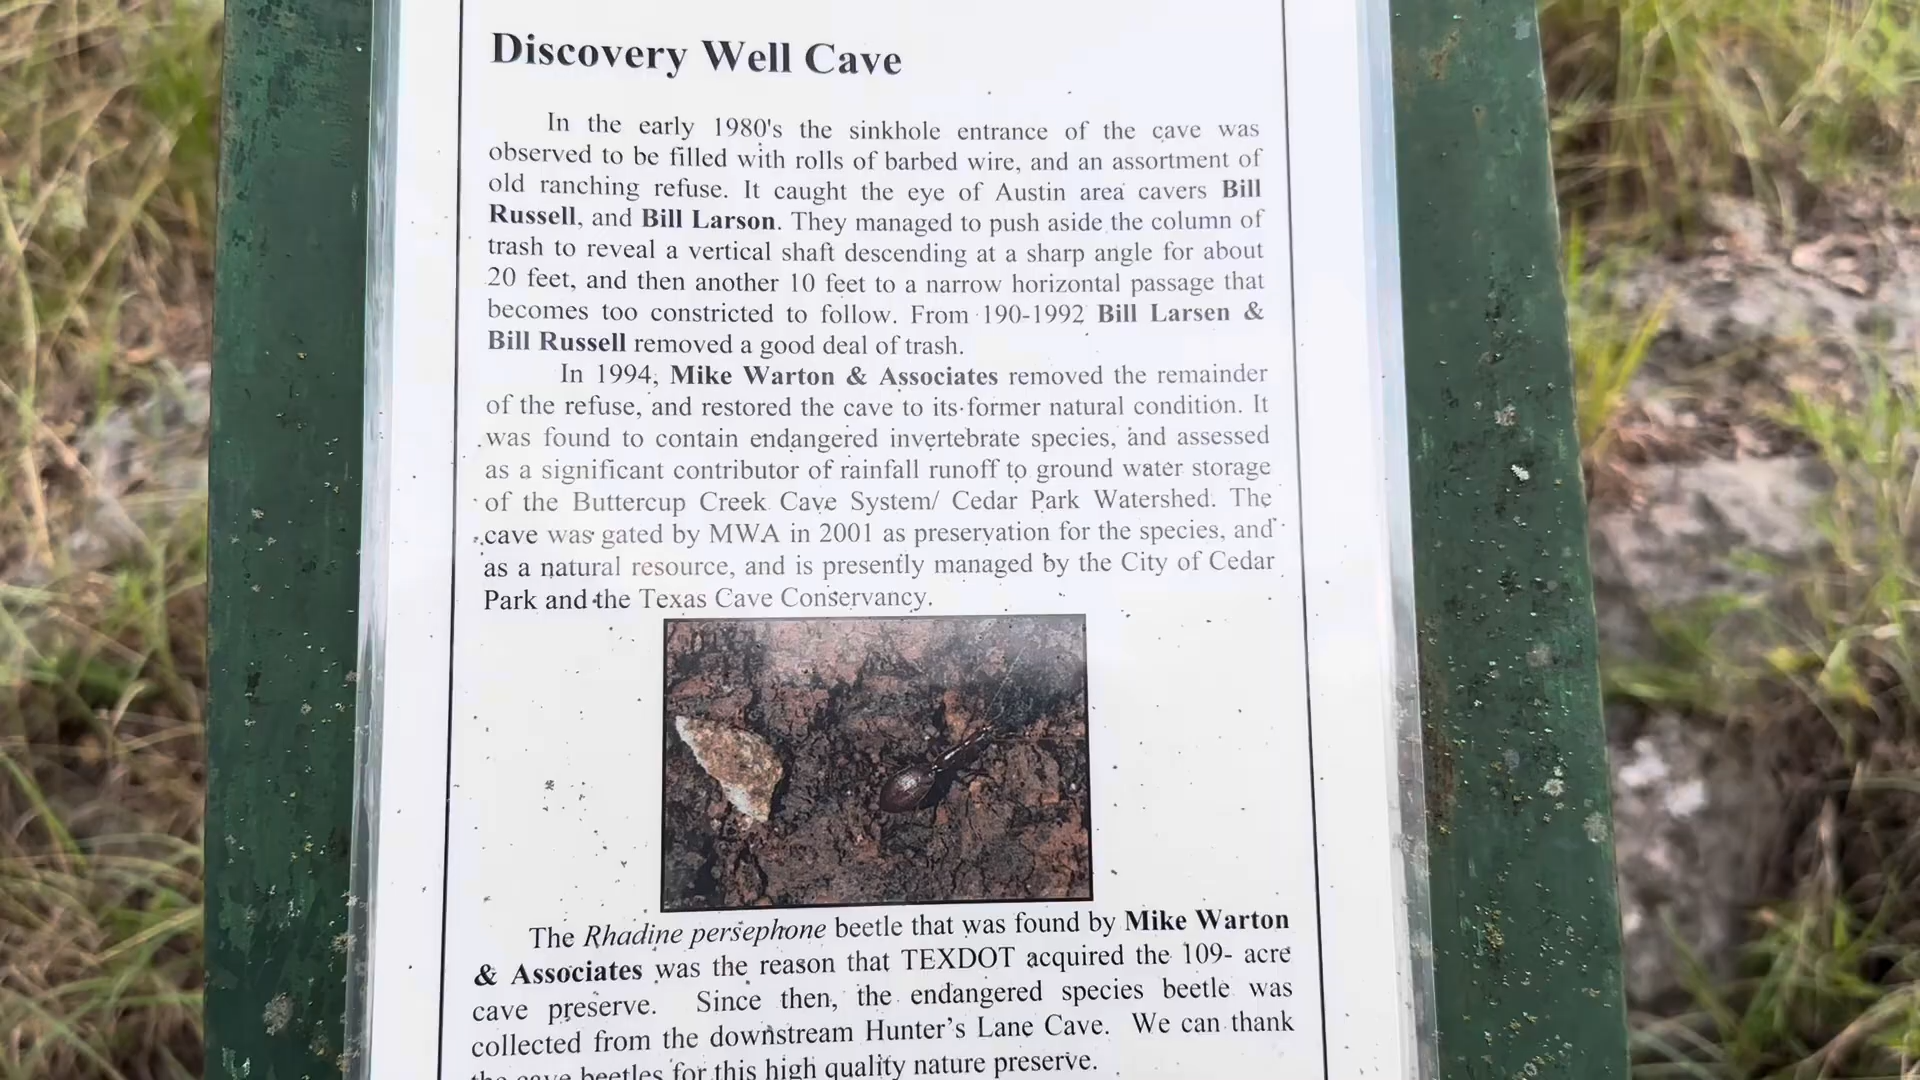 Discovery Well Cave
In the early 1980's the sinkhole entrance of the cave was
observed to be filled with rolls of barbed wire, and an assortment of
old ranching refuse. It caught the eye of Austin area cavers Bill
Russell, and Bill Larson. They managed to push aside the column of
trash to reveal a vertical shaft descending at a sharp angle for about
20 feet, and then another 10 feet to a narrow horizontal passage that
becomes too constricted to follow. From 190-1992 Bill Larsen &
Bill Russell removed a good deal of trash.
In 1994, Mike Warton & Associates removed the remainder
of the refuse, and restored the cave to its former natural condition. It
was found to contain endangered invertebrate species, and assessed
as a significant contributor of rainfall runoff to ground water storage
of the Buttercup Creek Cave System/ Cedar Park Watershed. The
cave was gated by MWA in 2001 as preservation for the species, and
as a natural resource, and is presently managed by the City of Cedar
Park and the Texas Cave Conservancy.
The Rhadine persephone beetle that was found by Mike Warton
& Associates was the reason that TEXDOT acquired the 109- acre
cave preserve. Since then, the endangered species beetle was
collected from the downstream Hunter's Lane Cave. We can thank
the cave beetles for this high quality nature preserve.